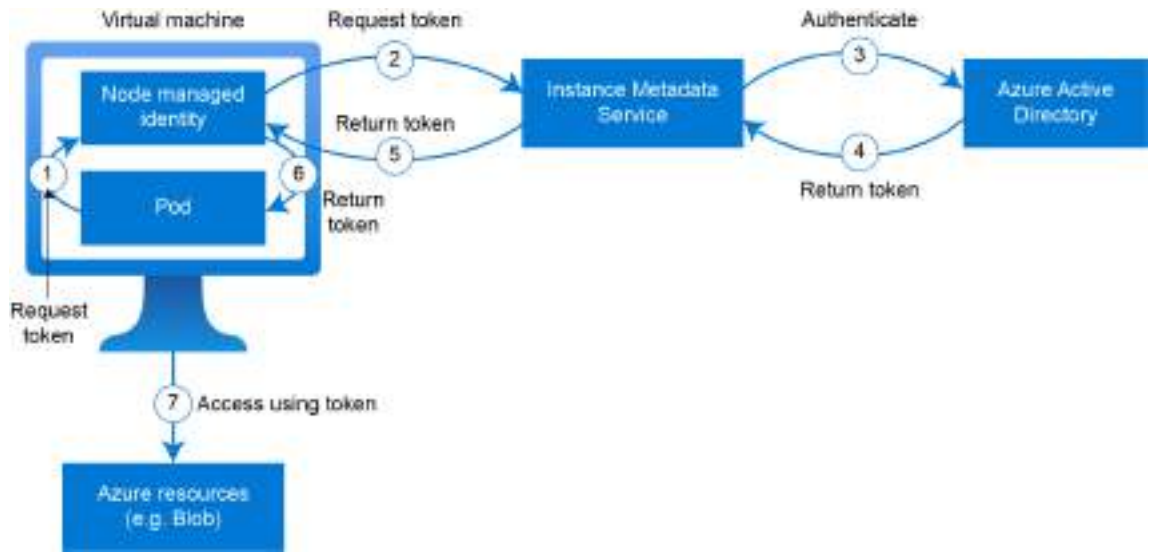 Virtual machine
Request token
Authenticate
2
3
Node managed
identity
Instance Metadata
Service
Azure Active
Directory
Return token
5
4
1
6
Return token
Pod
Return
token
Request
token
7
Access using token
Azure resources
(e.g. Blob)